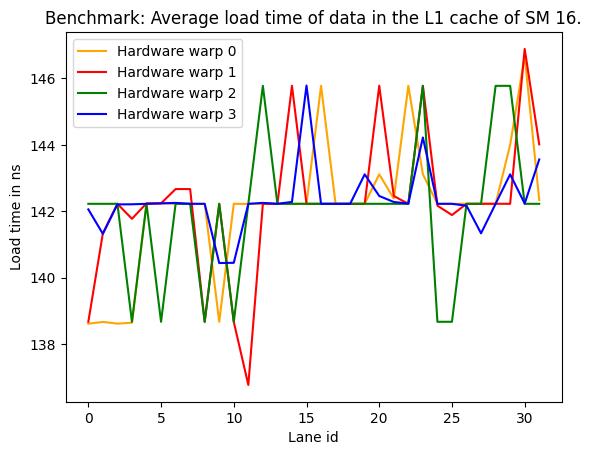 Benchmark: Average load time of data in the L1 cache of SM 16.
Hardware warp 0
Hardware warp 1
Hardware warp 2
Hardware warp 3
Load time in ns
146
144
142
140
138
0 5 10 15 20 25 30
Lane id